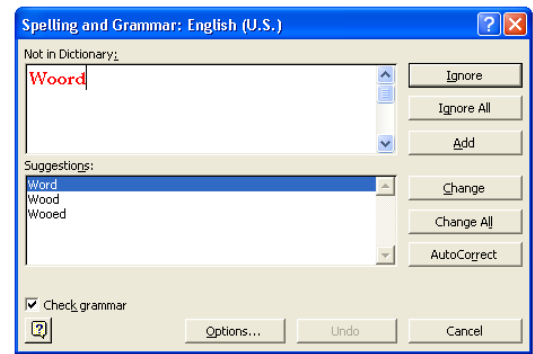 Spelling and Grammar: English (U.S.)
Not in Dictionary:
Woord
Ignore
Ignore All
Add
Suggestions:
Word
Wood
Wooed
Change
Change All
AutoCorrect
Check grammar
Options...
Undo
Cancel